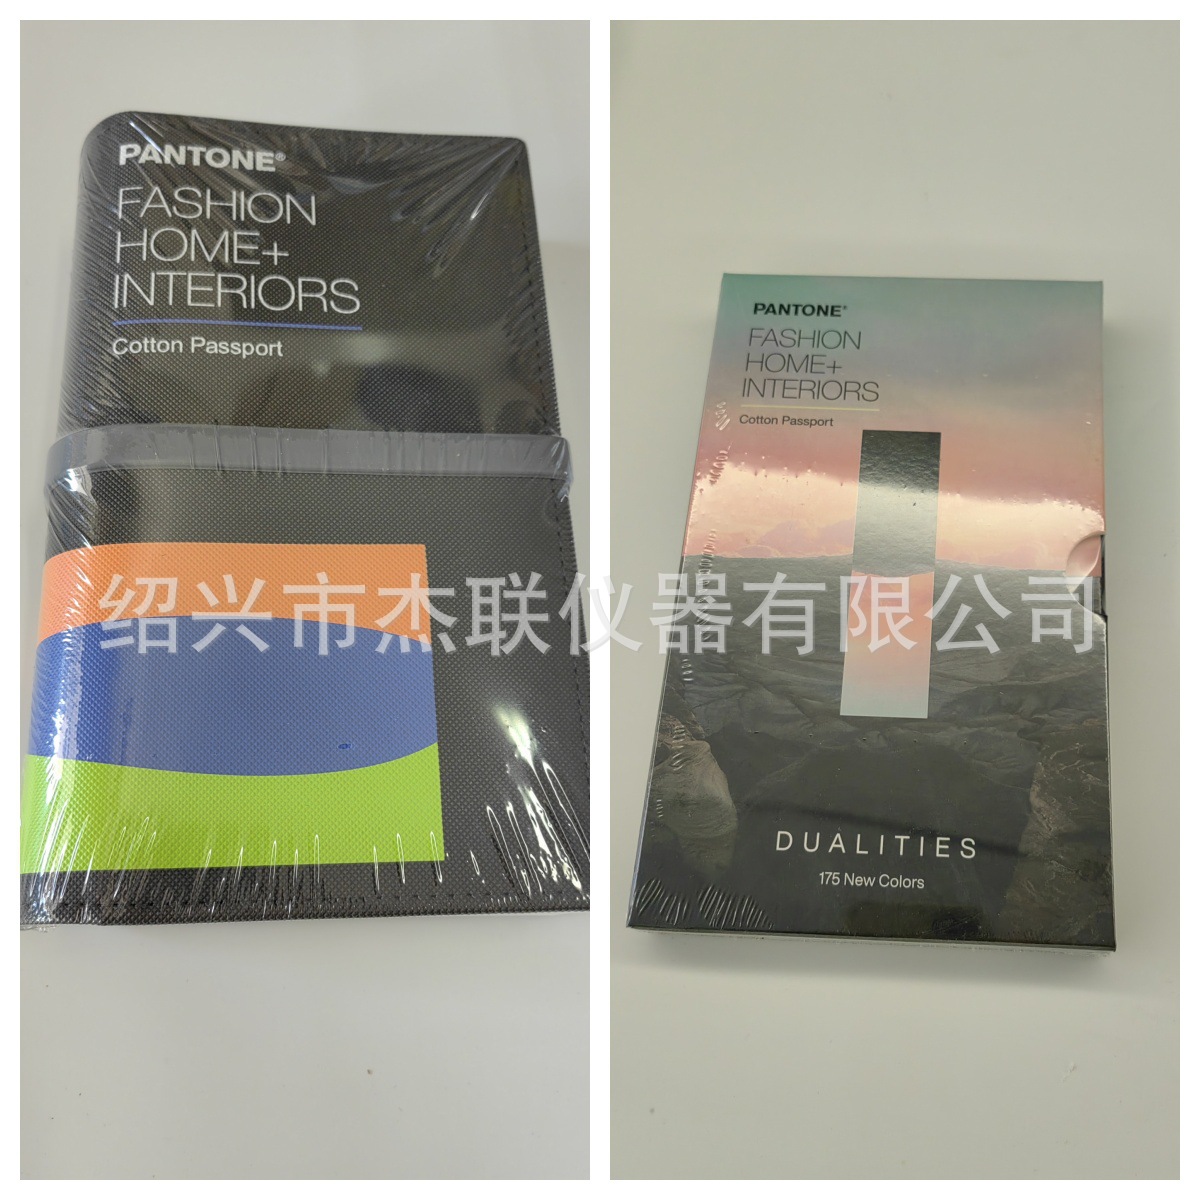 PANTONE®
FASHION
HOME+
INTERIORS
Cotton Passport
PANTONE®
FASHION
HOME+
INTERIORS
Cotton Passport
绍兴市杰联仪器有限公司
DUALITIES
175 New Colors